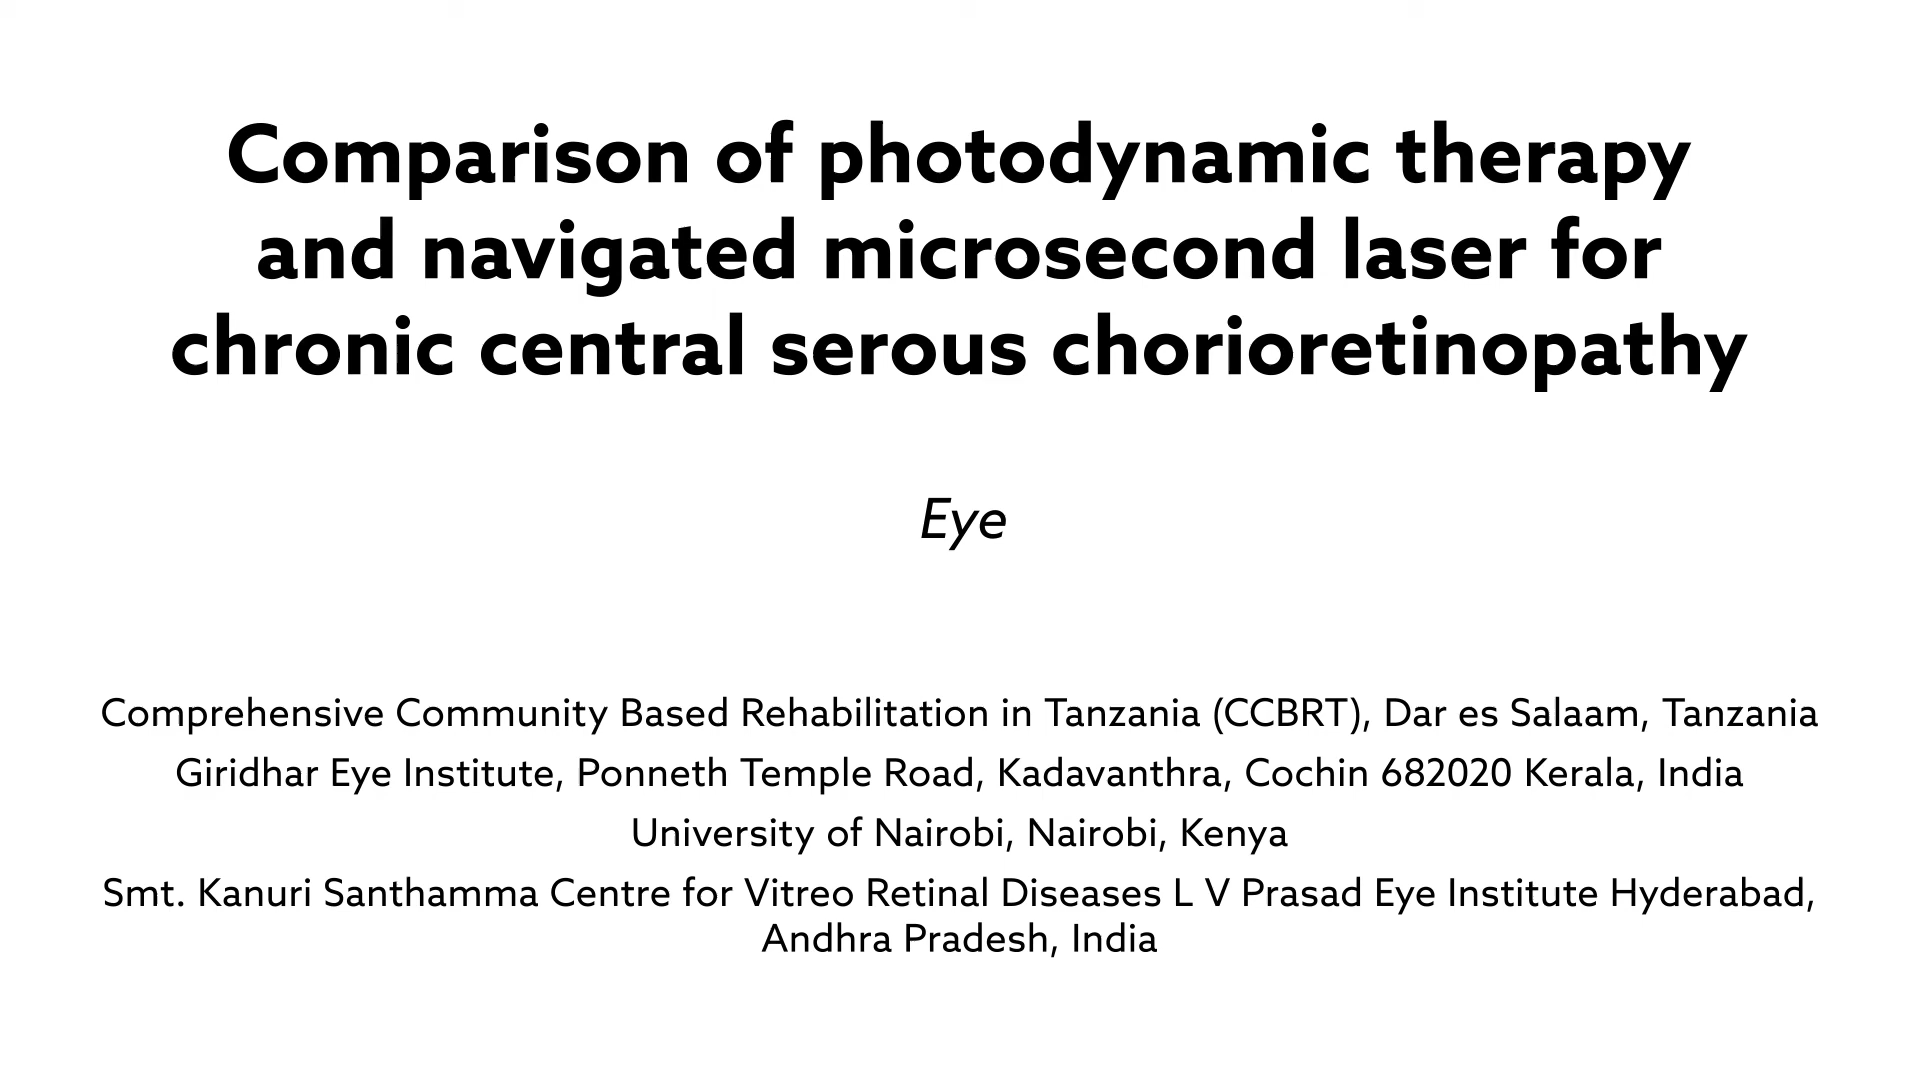 Comparison of photodynamic therapy
and navigated microsecond laser for
chronic central serous chorioretinopathy
Eye
Comprehensive Community Based Rehabilitation in Tanzania (CCBRT), Dar es Salaam, Tanzania
Giridhar Eye Institute, Ponneth Temple Road, Kadavanthra, Cochin 682020 Kerala, India
University of Nairobi, Nairobi, Kenya
Smt. Kanuri Santhamma Centre for Vitreo Retinal Diseases L V Prasad Eye Institute Hyderabad,
Andhra Pradesh, India